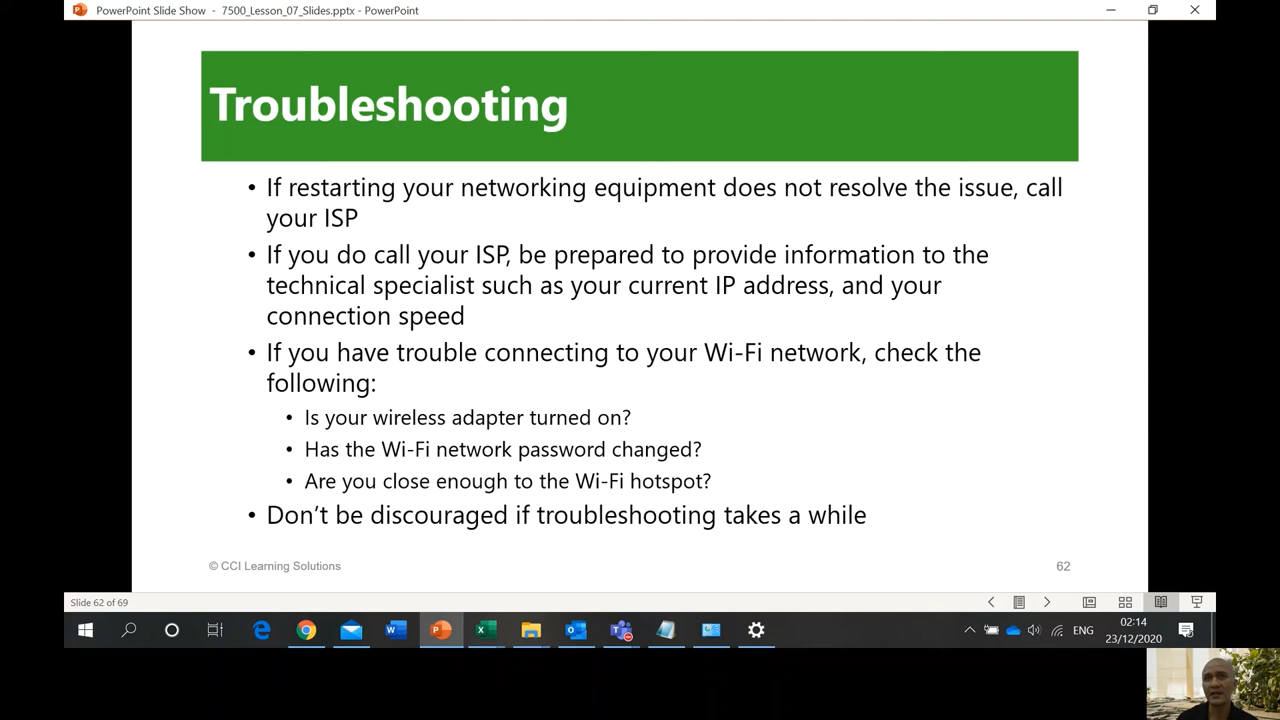 PowerPoint Slide Show - 7500_Lesson_07_Slides.pptx - PowerPoint
Troubleshooting
• If restarting your networking equipment does not resolve the issue, call
your ISP
• If you do call your ISP, be prepared to provide information to the
technical specialist such as your current IP address, and your
connection speed
• If you have trouble connecting to your Wi-Fi network, check the
following:
• Is your wireless adapter turned on?
• Has the Wi-Fi network password changed?
• Are you close enough to the Wi-Fi hotspot?
• Don't be discouraged if troubleshooting takes a while
© CCI Learning Solutions
62
Slide 62 of 69
ENG
02:14
23/12/2020